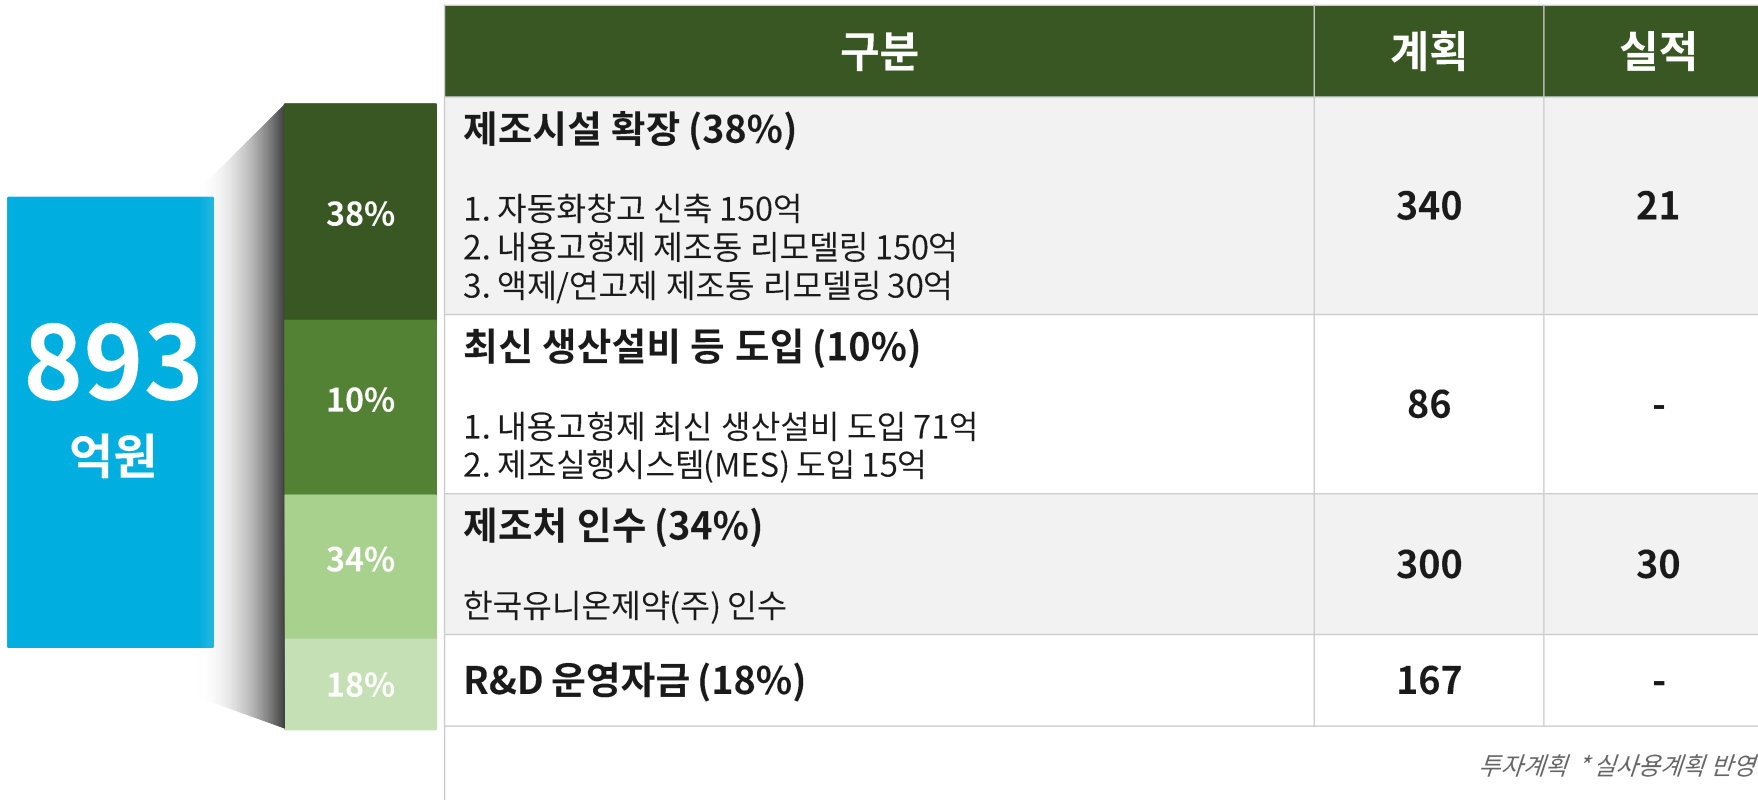 893
억원
38%
10%
34%
18%
구분 계획 실적
제조시설 확장 (38%)
1. 자동화창고 신축 150억
2. 내용고형제 제조동 리모델링 150억
3. 액제/연고제 제조동 리모델링 30억
340 21
최신 생산설비 등 도입 (10%)
1. 내용고형제 최신 생산설비 도입 71억
2. 제조실행시스템(MES) 도입 15억
86 -
제조처 인수 (34%)
한국유니온제약(주) 인수
300 30
R&D 운영자금 (18%) 167 -
투자계획 * 실사용계획 반영